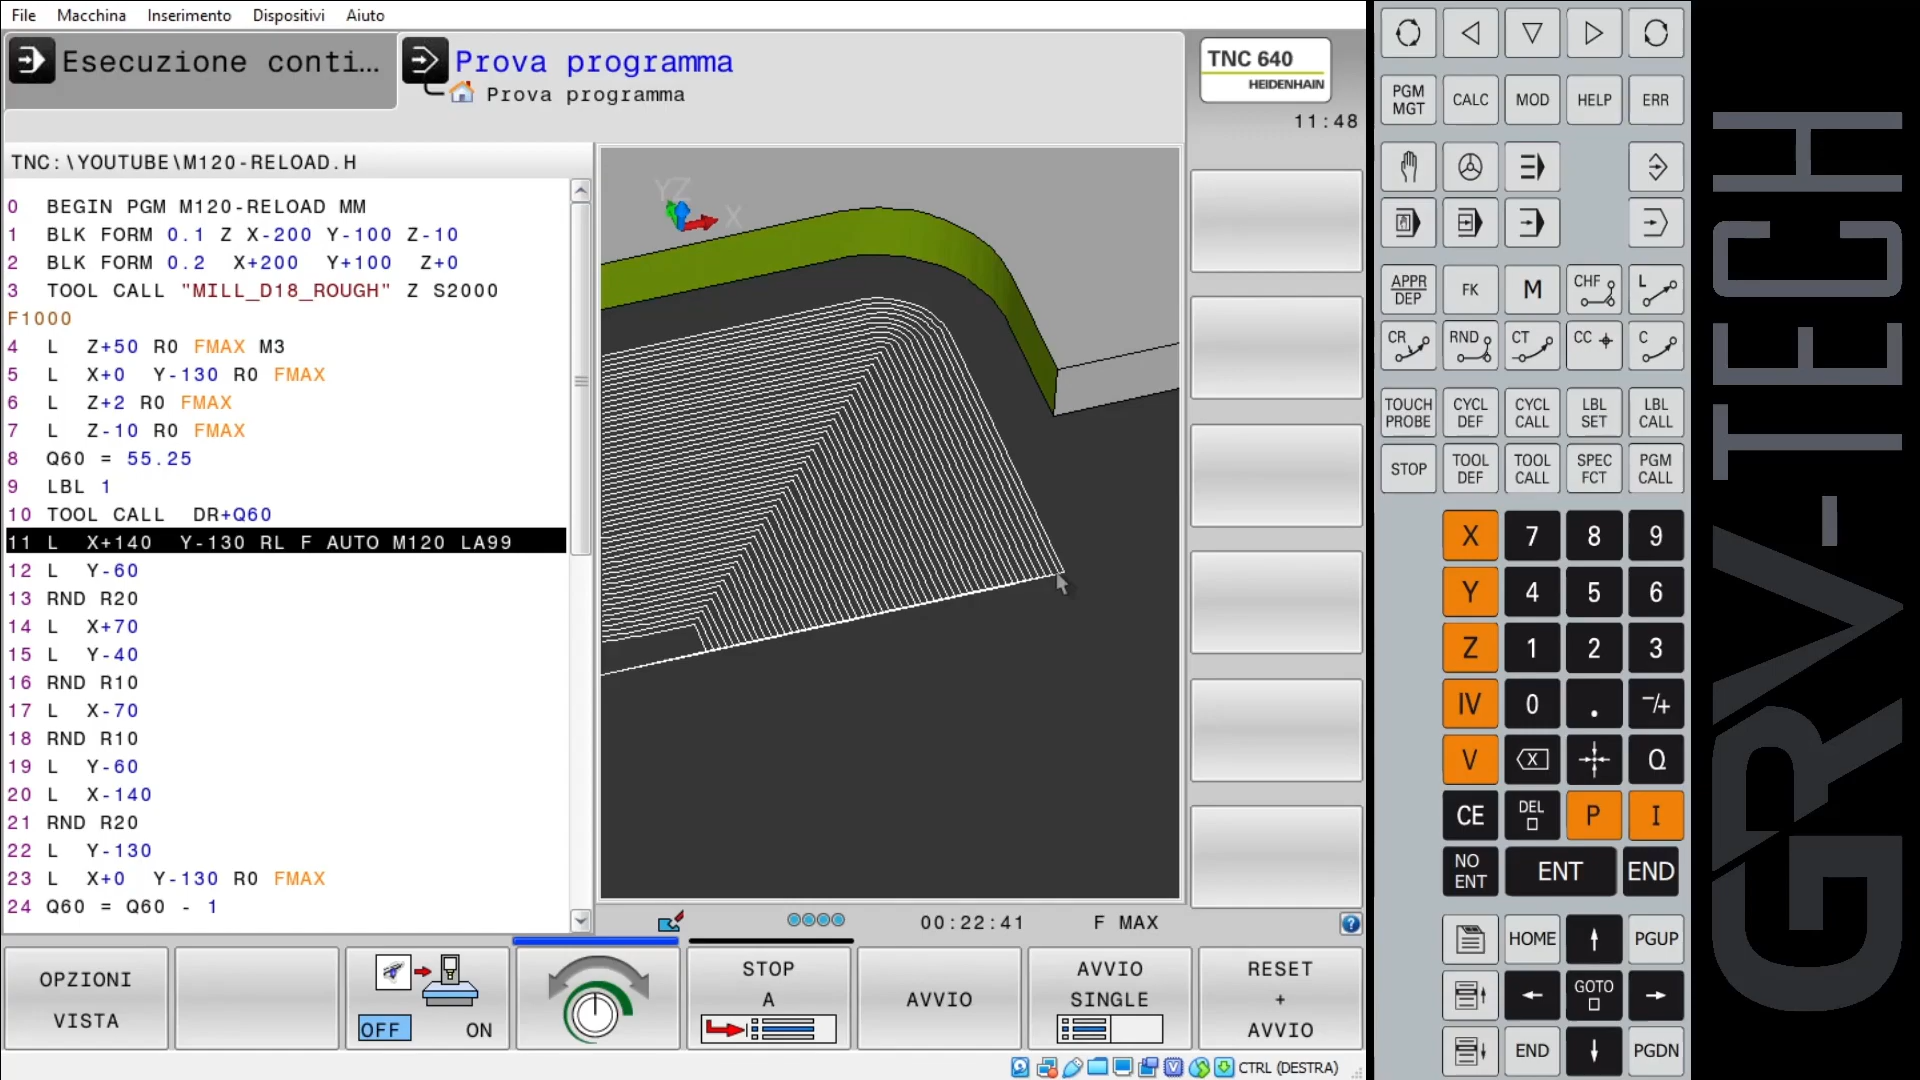 File Macchina Inserimento Dispositivi Aiuto
Esecuzione conti...
Prova programma
Prova programma
TNC 640
HEIDENHAIN
11:48
TNC:\YOUTUBE\M120-RELOAD.H
0 BEGIN PGM M120-RELOAD MM
1 BLK FORM 0.1 Z X-200 Y-100 Z-10
2 BLK FORM 0.2 X+200 Y+100 Z+0
3 TOOL CALL "MILL_D18_ROUGH" Z S2000
F1000
4 L Z+50 R0 FMAX M3
5 L X+0 Y-130 R0 FMAX
6 L Z+2 R0 FMAX
7 L Z-10 R0 FMAX
8 Q60 = 55.25
9 LBL 1
10 TOOL CALL DR+Q60
11 L X+140 Y-130 RL F AUTO M120 LA99
12 L Y-60
13 RND R20
14 L X+70
15 L Y-40
16 RND R10
17 L X-70
18 RND R10
19 L Y-60
20 L X-140
21 RND R20
22 L Y-130
23 L X+0 Y-130 R0 FMAX
24 Q60 = Q60 - 1
YZ
X
00:22:41 F MAX
OPZIONI
VISTA
OFF ON
STOP
A
AVVIO
AVVIO
SINGLE
RESET
+
AVVIO
CTRL (DESTRA)
PGM
MGT
CALC
MOD
HELP
ERR
APPR
DEP
FK
M
CHF
L
CR
RND
CT
CC
C
TOUCH
PROBE
CYCL
DEF
CYCL
CALL
LBL
SET
LBL
CALL
STOP
TOOL
DEF
TOOL
CALL
SPEC
FCT
PGM
CALL
X 7 8 9
Y 4 5 6
Z 1 2 3
IV 0 . -/+
V X Q
CE
DEL
P I
NO
ENT
ENT
END
HOME
PGUP
GOTO
END
PGDN
GRV-TECH